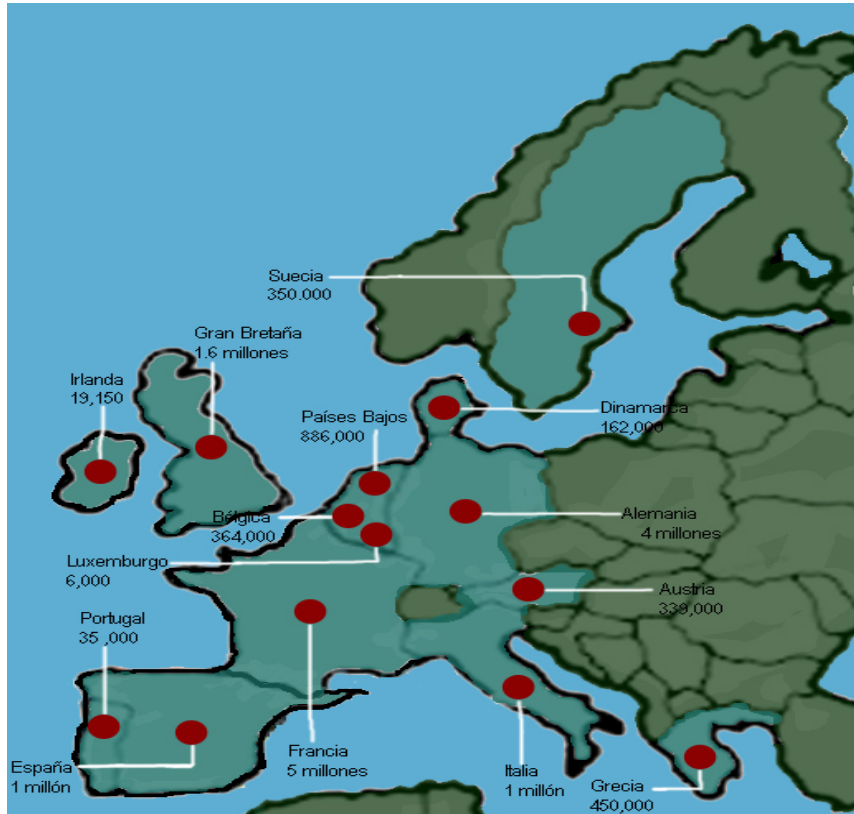 Suecia
350.000
Gran Bretaña
1.6 millones
Irlanda
19,150
Países Bajos
886,000
Dinamarca
162,000
Bélgica
364,000
Alemania
4 millones
Luxemburgo
6,000
Austria
339,000
Portugal
35 ,000
España
1 millón
Francia
5 millones
Italia
1 millón
Grecia
450,000